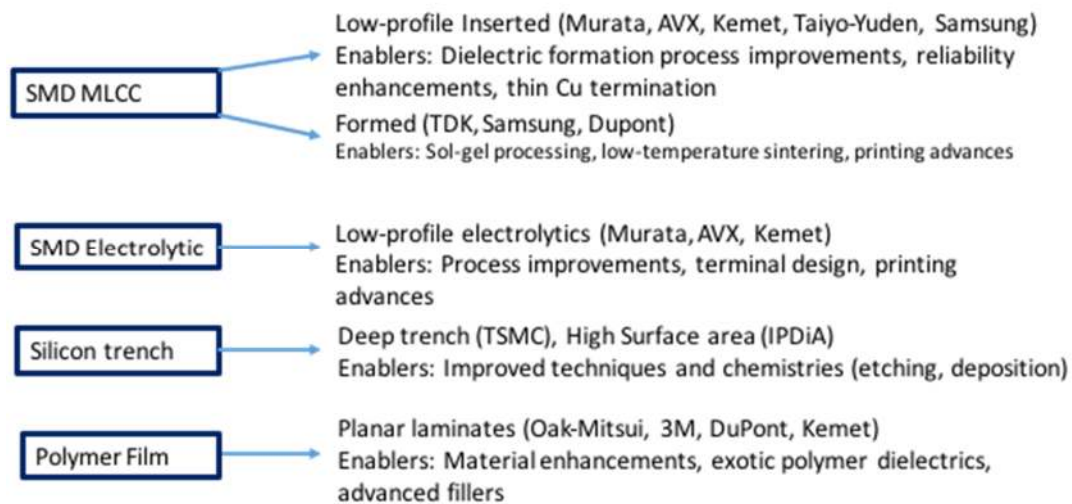 SMD MLCC
Low-profile Inserted (Murata, AVX, Kemet, Taiyo-Yuden, Samsung)
Enablers: Dielectric formation process improvements, reliability
enhancements, thin Cu termination
Formed (TDK, Samsung, Dupont)
Enablers: Sol-gel processing, low-temperature sintering, printing advances
SMD Electrolytic
Low-profile electrolytics (Murata, AVX, Kemet)
Enablers: Process improvements, terminal design, printing
advances
Silicon trench
Deep trench (TSMC), High Surface area (IPDiA)
Enablers: Improved techniques and chemistries (etching, deposition)
Polymer Film
Planar laminates (Oak-Mitsui, 3M, DuPont, Kemet)
Enablers: Material enhancements, exotic polymer dielectrics,
advanced fillers